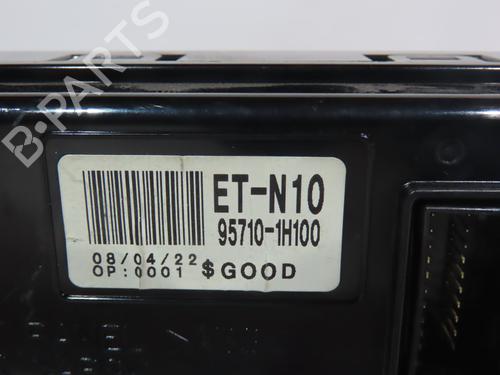 ET-N10
95710-1H100
08/04/22
OP:0001 $GOOD
B-PARTS